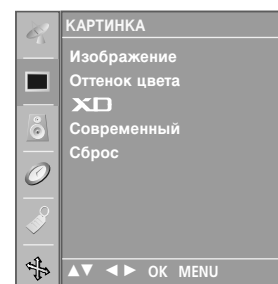 КАРТИНКА
Изображение
Оттенок цвета
XD
Современный
Сброс
▲▼ ◄► OK MENU